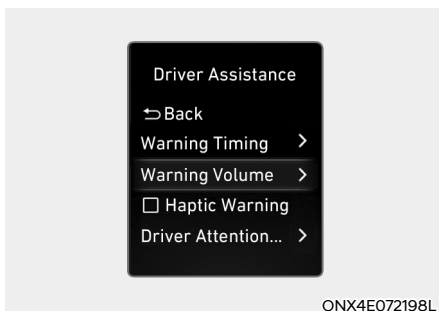 Driver Assistance
Back
Warning Timing
Warning Volume
Haptic Warning
Driver Attention...
ONX4E072198L